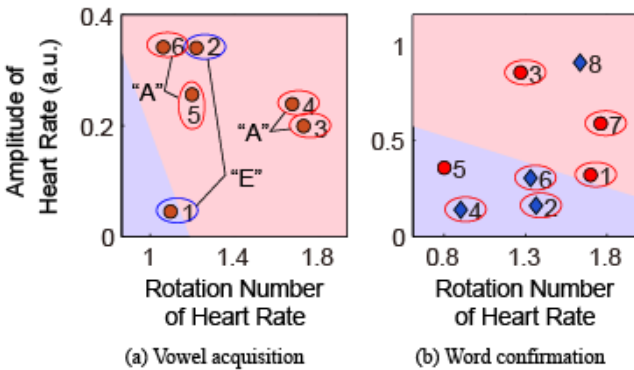 Amplitude of
Heart Rate (a.u.)
0.4
0.2
0
6
2
"A"
5
4
"A"
3
"E"
1
1
1.4
1.8
Rotation Number
of Heart Rate
(a) Vowel acquisition
1
0.5
0
3
8
7
5
6
1
4
2
0.8
1.3
1.8
Rotation Number
of Heart Rate
(b) Word confirmation